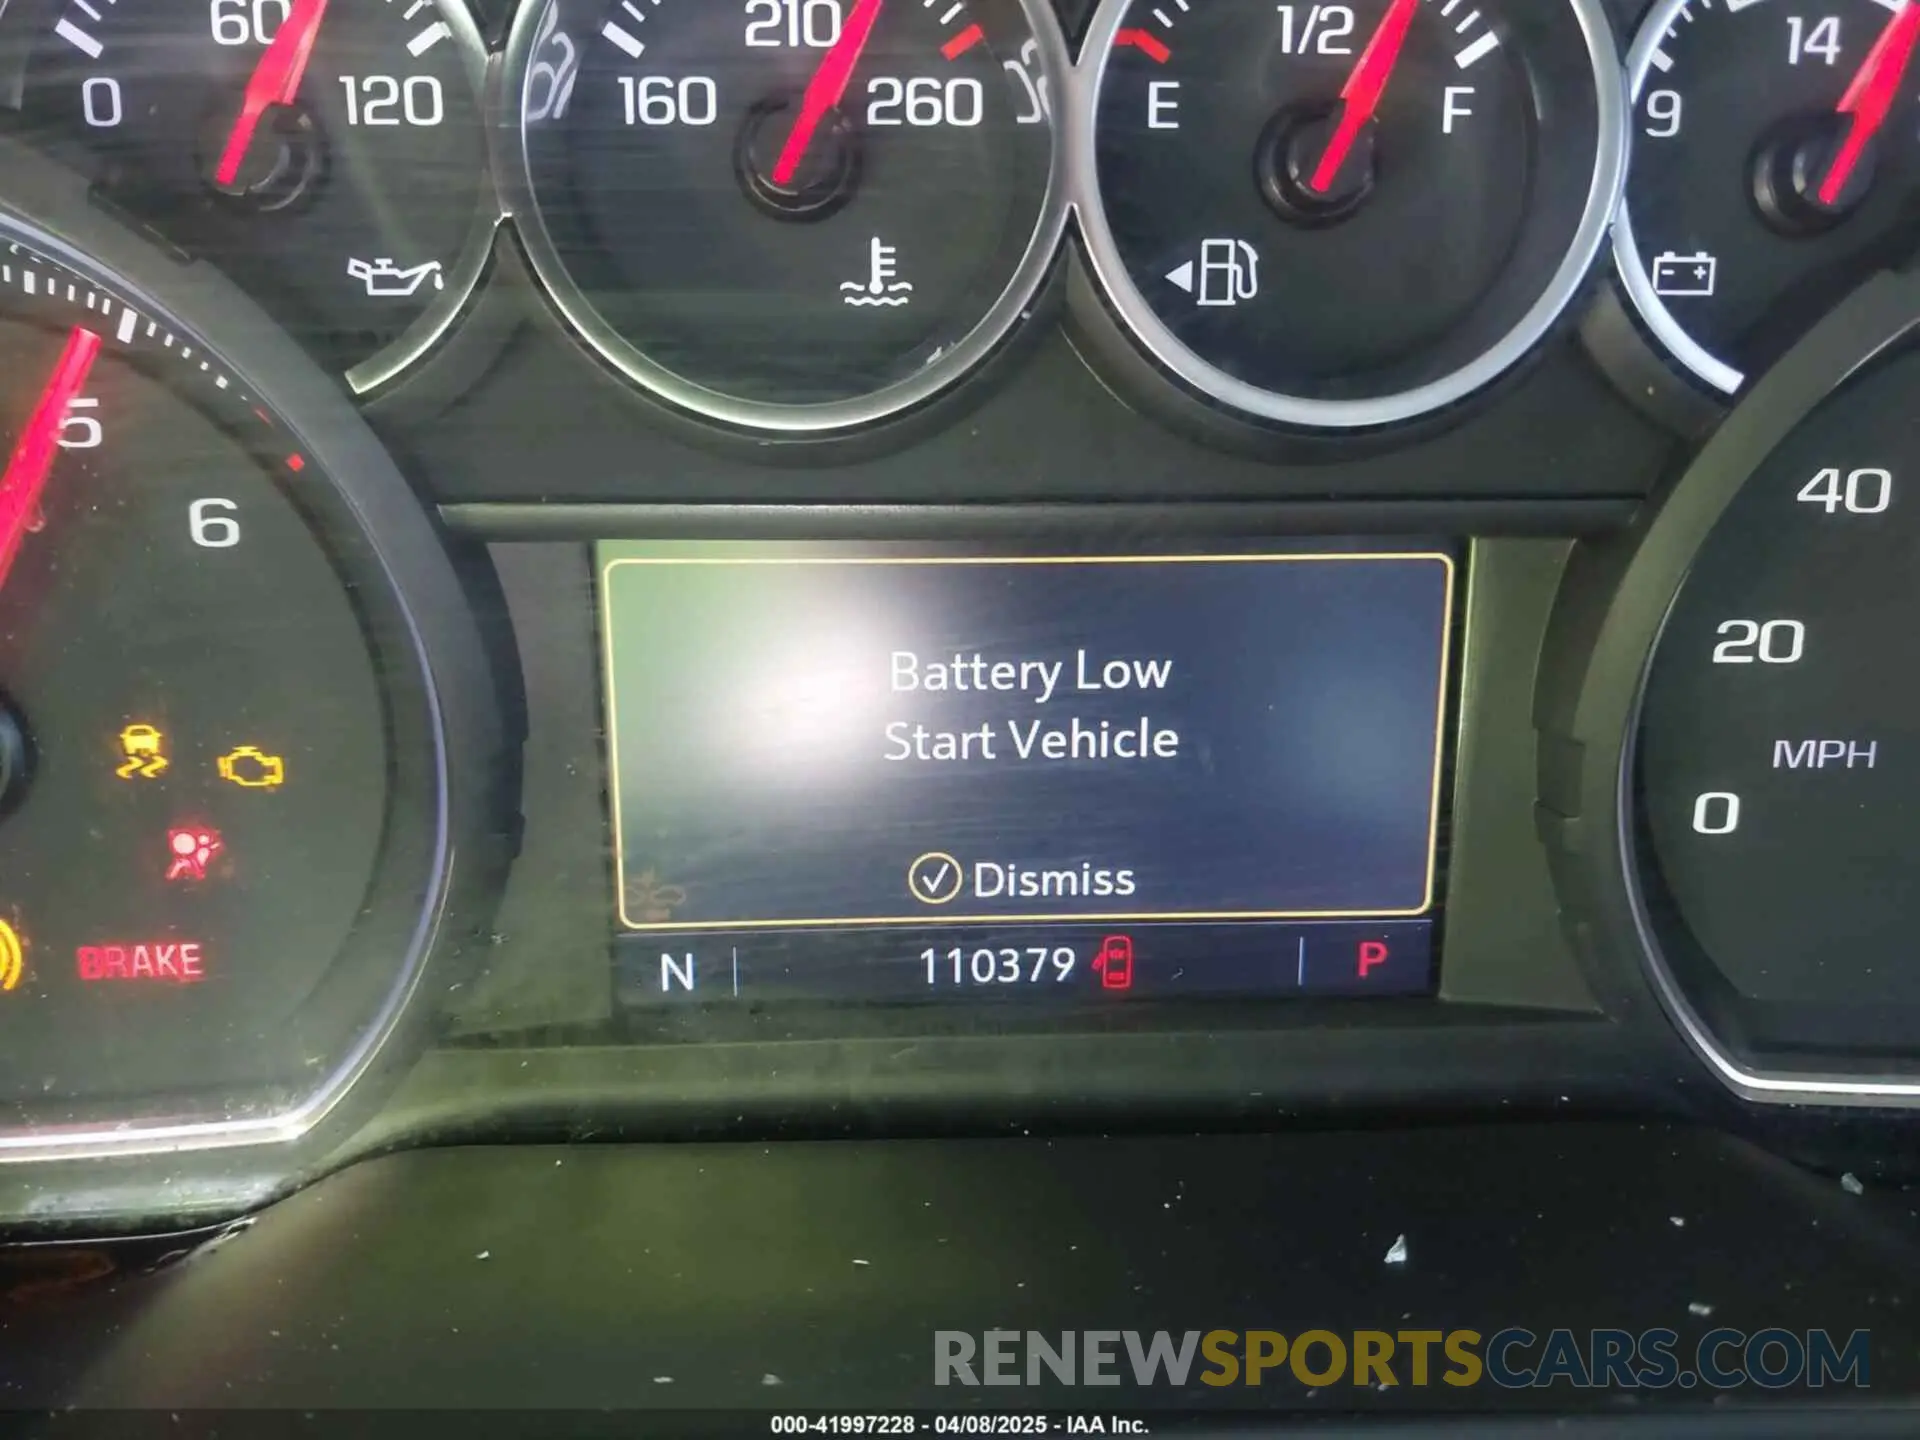 60
0
120
210
160
260
1/2
E
F
14
9
5
6
BRAKE
Battery Low
Start Vehicle
Dismiss
N
110379
P
40
20
MPH
0
RENEWSPORTSCARS.COM
000-41997228 - 04/08/2025 - IAA Inc.